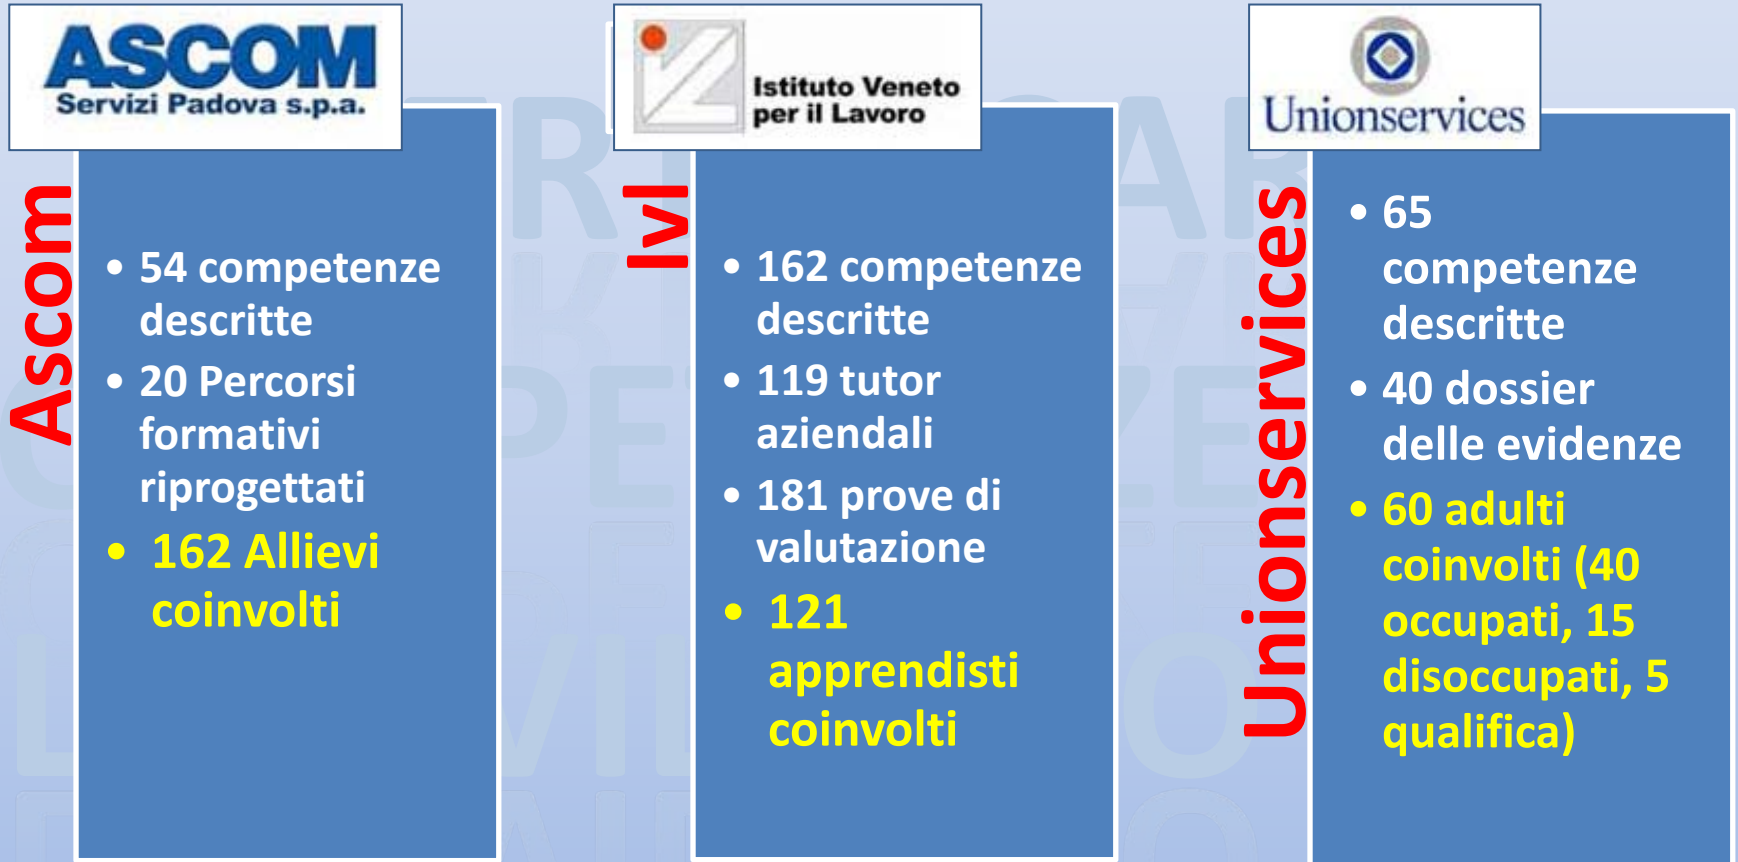 ASCOM
Servizi Padova s.p.a.
Ascom
• 54 competenze
descritte
• 20 Percorsi
formativi
riprogettati
• 162 Allievi
coinvolti
Istituto Veneto
per il Lavoro
Ivl
• 162 competenze
descritte
• 119 tutor
aziendali
• 181 prove di
valutazione
• 121
apprendisti
coinvolti
Unionservices
Unionservices
• 65
competenze
descritte
• 40 dossier
delle evidenze
• 60 adulti
coinvolti (40
occupati, 15
disoccupati, 5
qualifica)